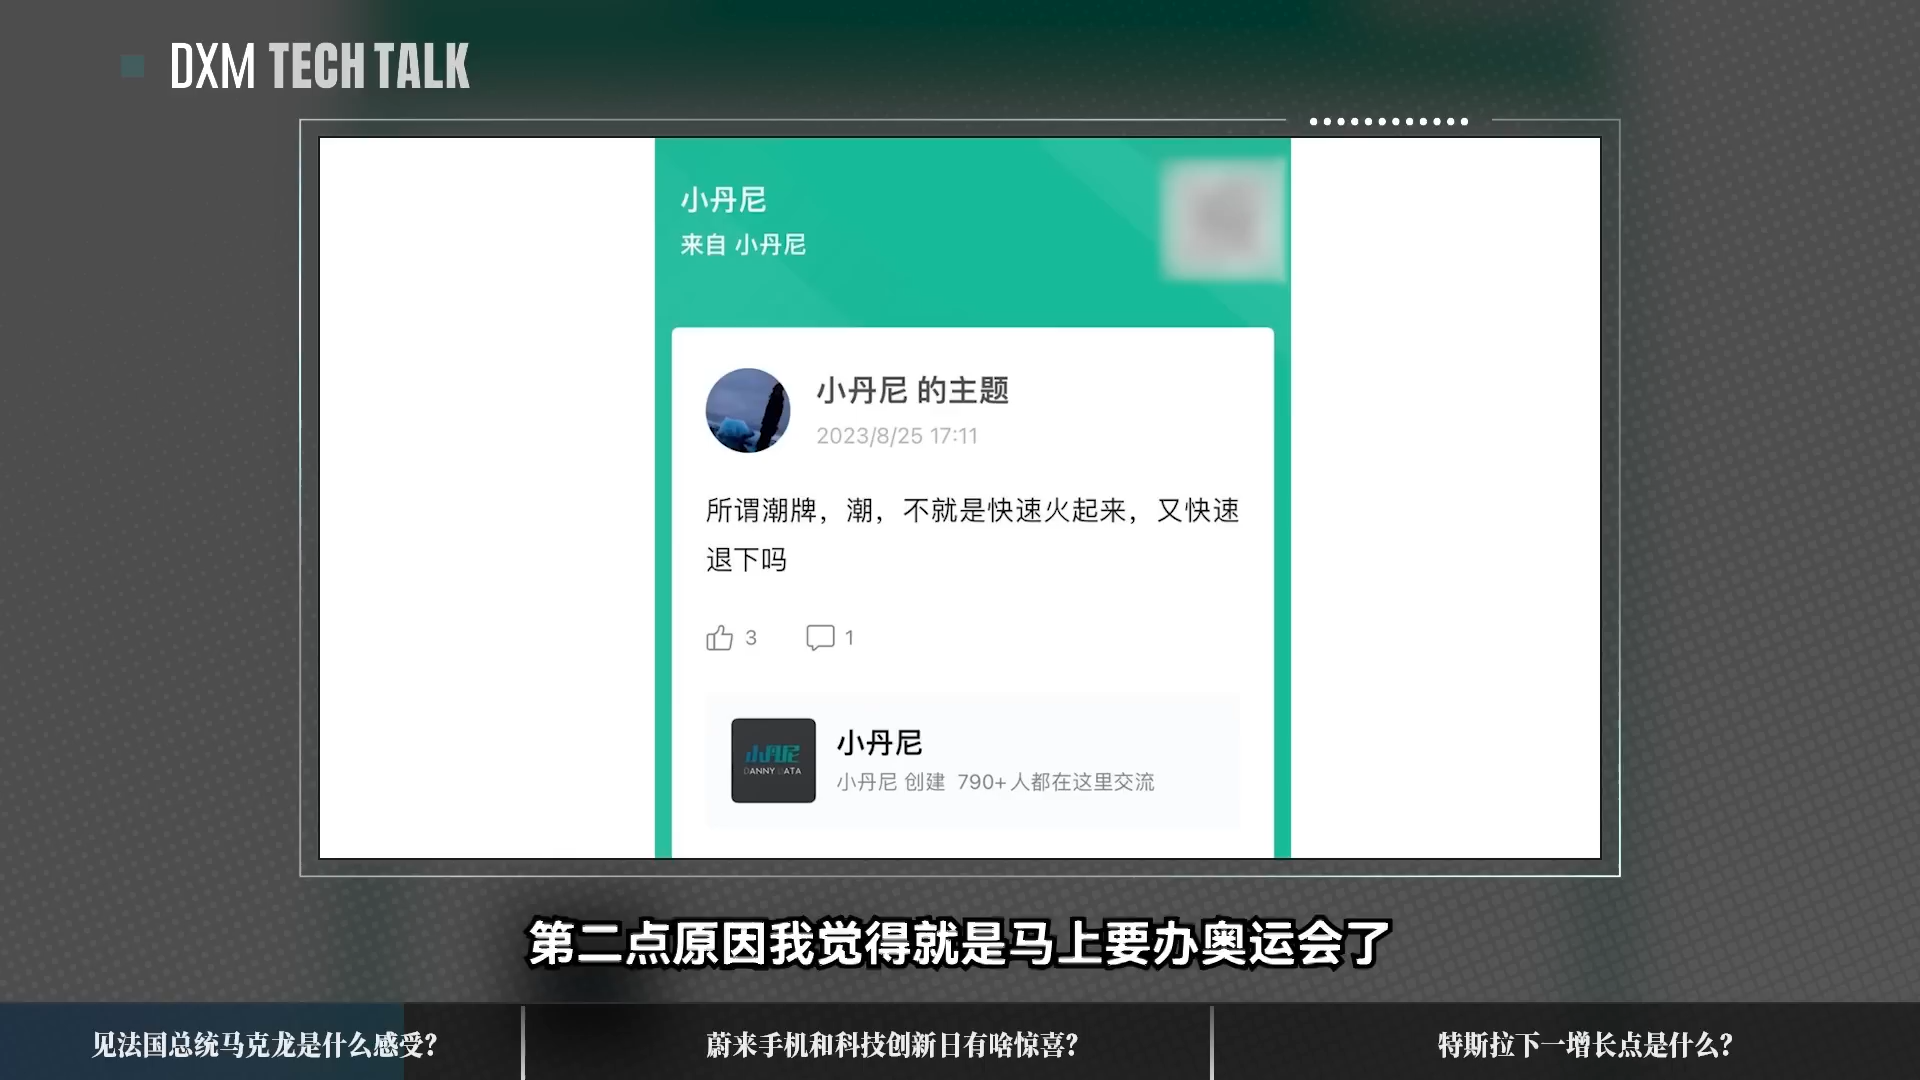 DXM TECH TALK
小丹尼
来自 小丹尼
小丹尼 的主题
2023/8/25 17:11
所谓潮牌，潮，不就是快速火起来，又快速
退下吗
3
1
小丹尼
DANNY DATA
小丹尼
小丹尼 创建 790+人都在这里交流
第二点原因我觉得就是马上要办奥运会了
见法国总统马克龙是什么感受？
蔚来手机和科技创新日有啥惊喜？
特斯拉下一增长点是什么？